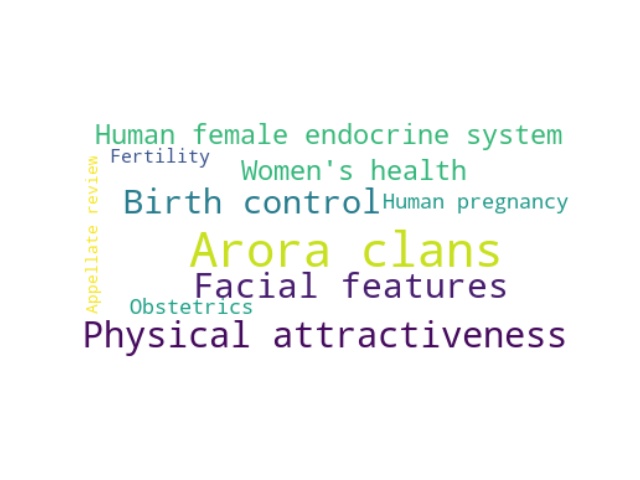 Human female endocrine system
Fertility
Women's health
Birth control
Human pregnancy
Appellate review
Arora clans
Facial features
Obstetrics
Physical attractiveness